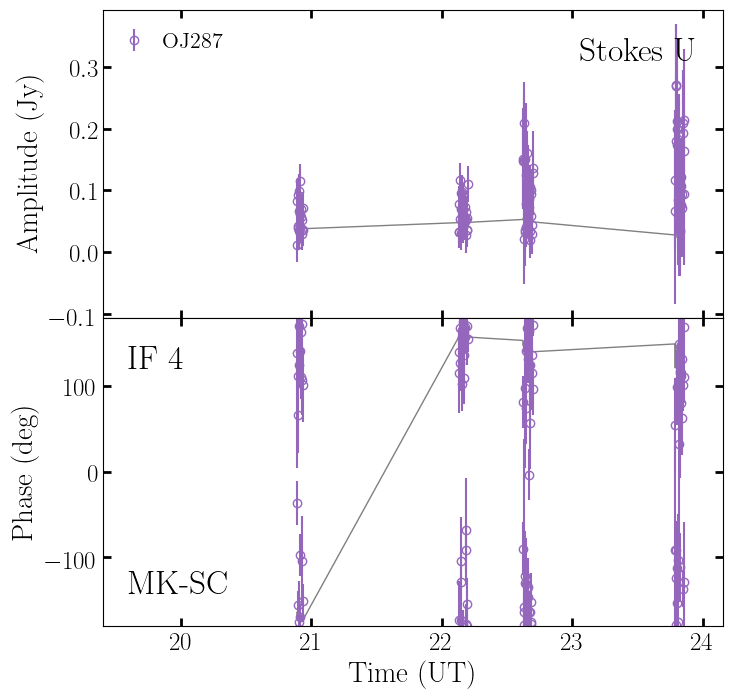 OJ287
Stokes U
Amplitude (Jy)
0.3
0.2
0.1
0.0
−0.1
IF 4
MK-SC
Phase (deg)
100
0
−100
20
21
22
23
24
Time (UT)